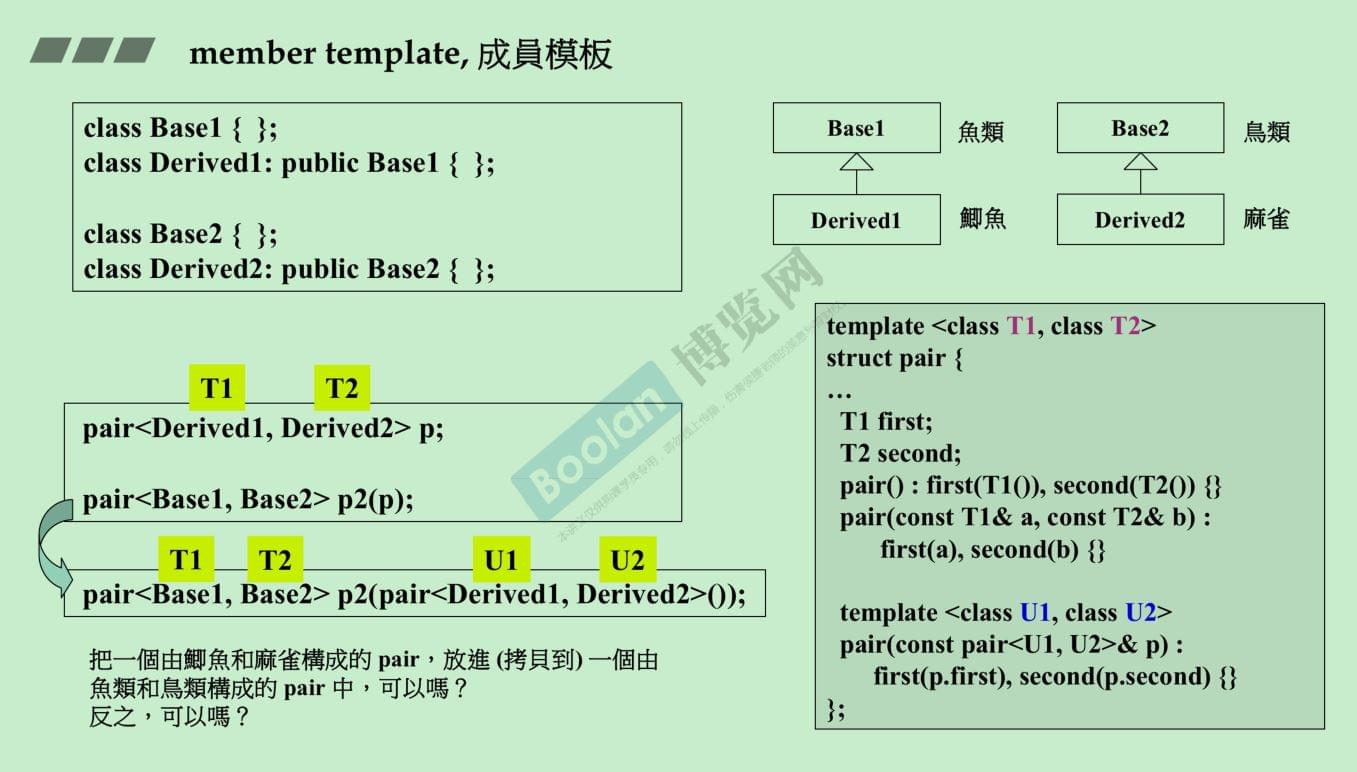 member template, 成員模板
class Base1 { };
class Derived1: public Base1 { };
class Base2 { };
class Derived2: public Base2 { };
Base1 魚類
Derived1 鯽魚
Base2 鳥類
Derived2 麻雀
T1 T2
pair<Derived1, Derived2> p;
pair<Base1, Base2> p2(p);
T1 T2 U1 U2
pair<Base1, Base2> p2(pair<Derived1, Derived2>());
把一個由鯽魚和麻雀構成的 pair，放進 (拷貝到) 一個由
魚類和鳥類構成的 pair 中，可以嗎？
反之，可以嗎？
template <class T1, class T2>
struct pair {
…
T1 first;
T2 second;
pair() : first(T1()), second(T2()) {}
pair(const T1& a, const T2& b) :
first(a), second(b) {}
template <class U1, class U2>
pair(const pair<U1, U2>& p) :
first(p.first), second(p.second) {}
};
Boolan 博览网